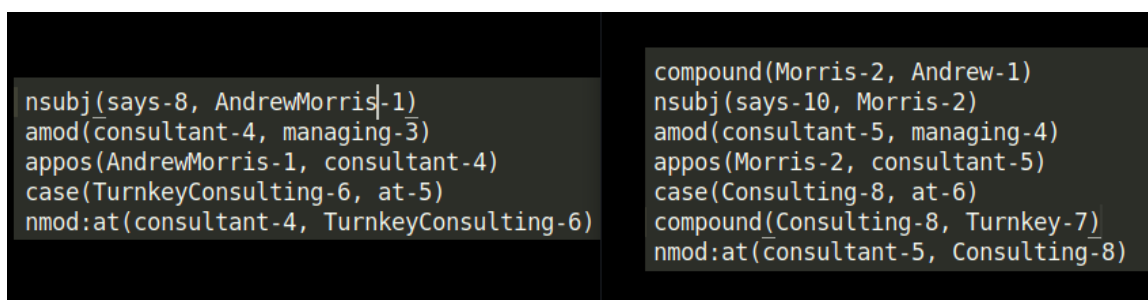 nsubj(says-8, AndrewMorris-1)
amod(consultant-4, managing-3)
appos(AndrewMorris-1, consultant-4)
case(TurnkeyConsulting-6, at-5)
nmod:at(consultant-4, TurnkeyConsulting-6)
compound(Morris-2, Andrew-1)
nsubj(says-10, Morris-2)
amod(consultant-5, managing-4)
appos(Morris-2, consultant-5)
case(Consulting-8, at-6)
compound(Consulting-8, Turnkey-7)
nmod:at(consultant-5, Consulting-8)